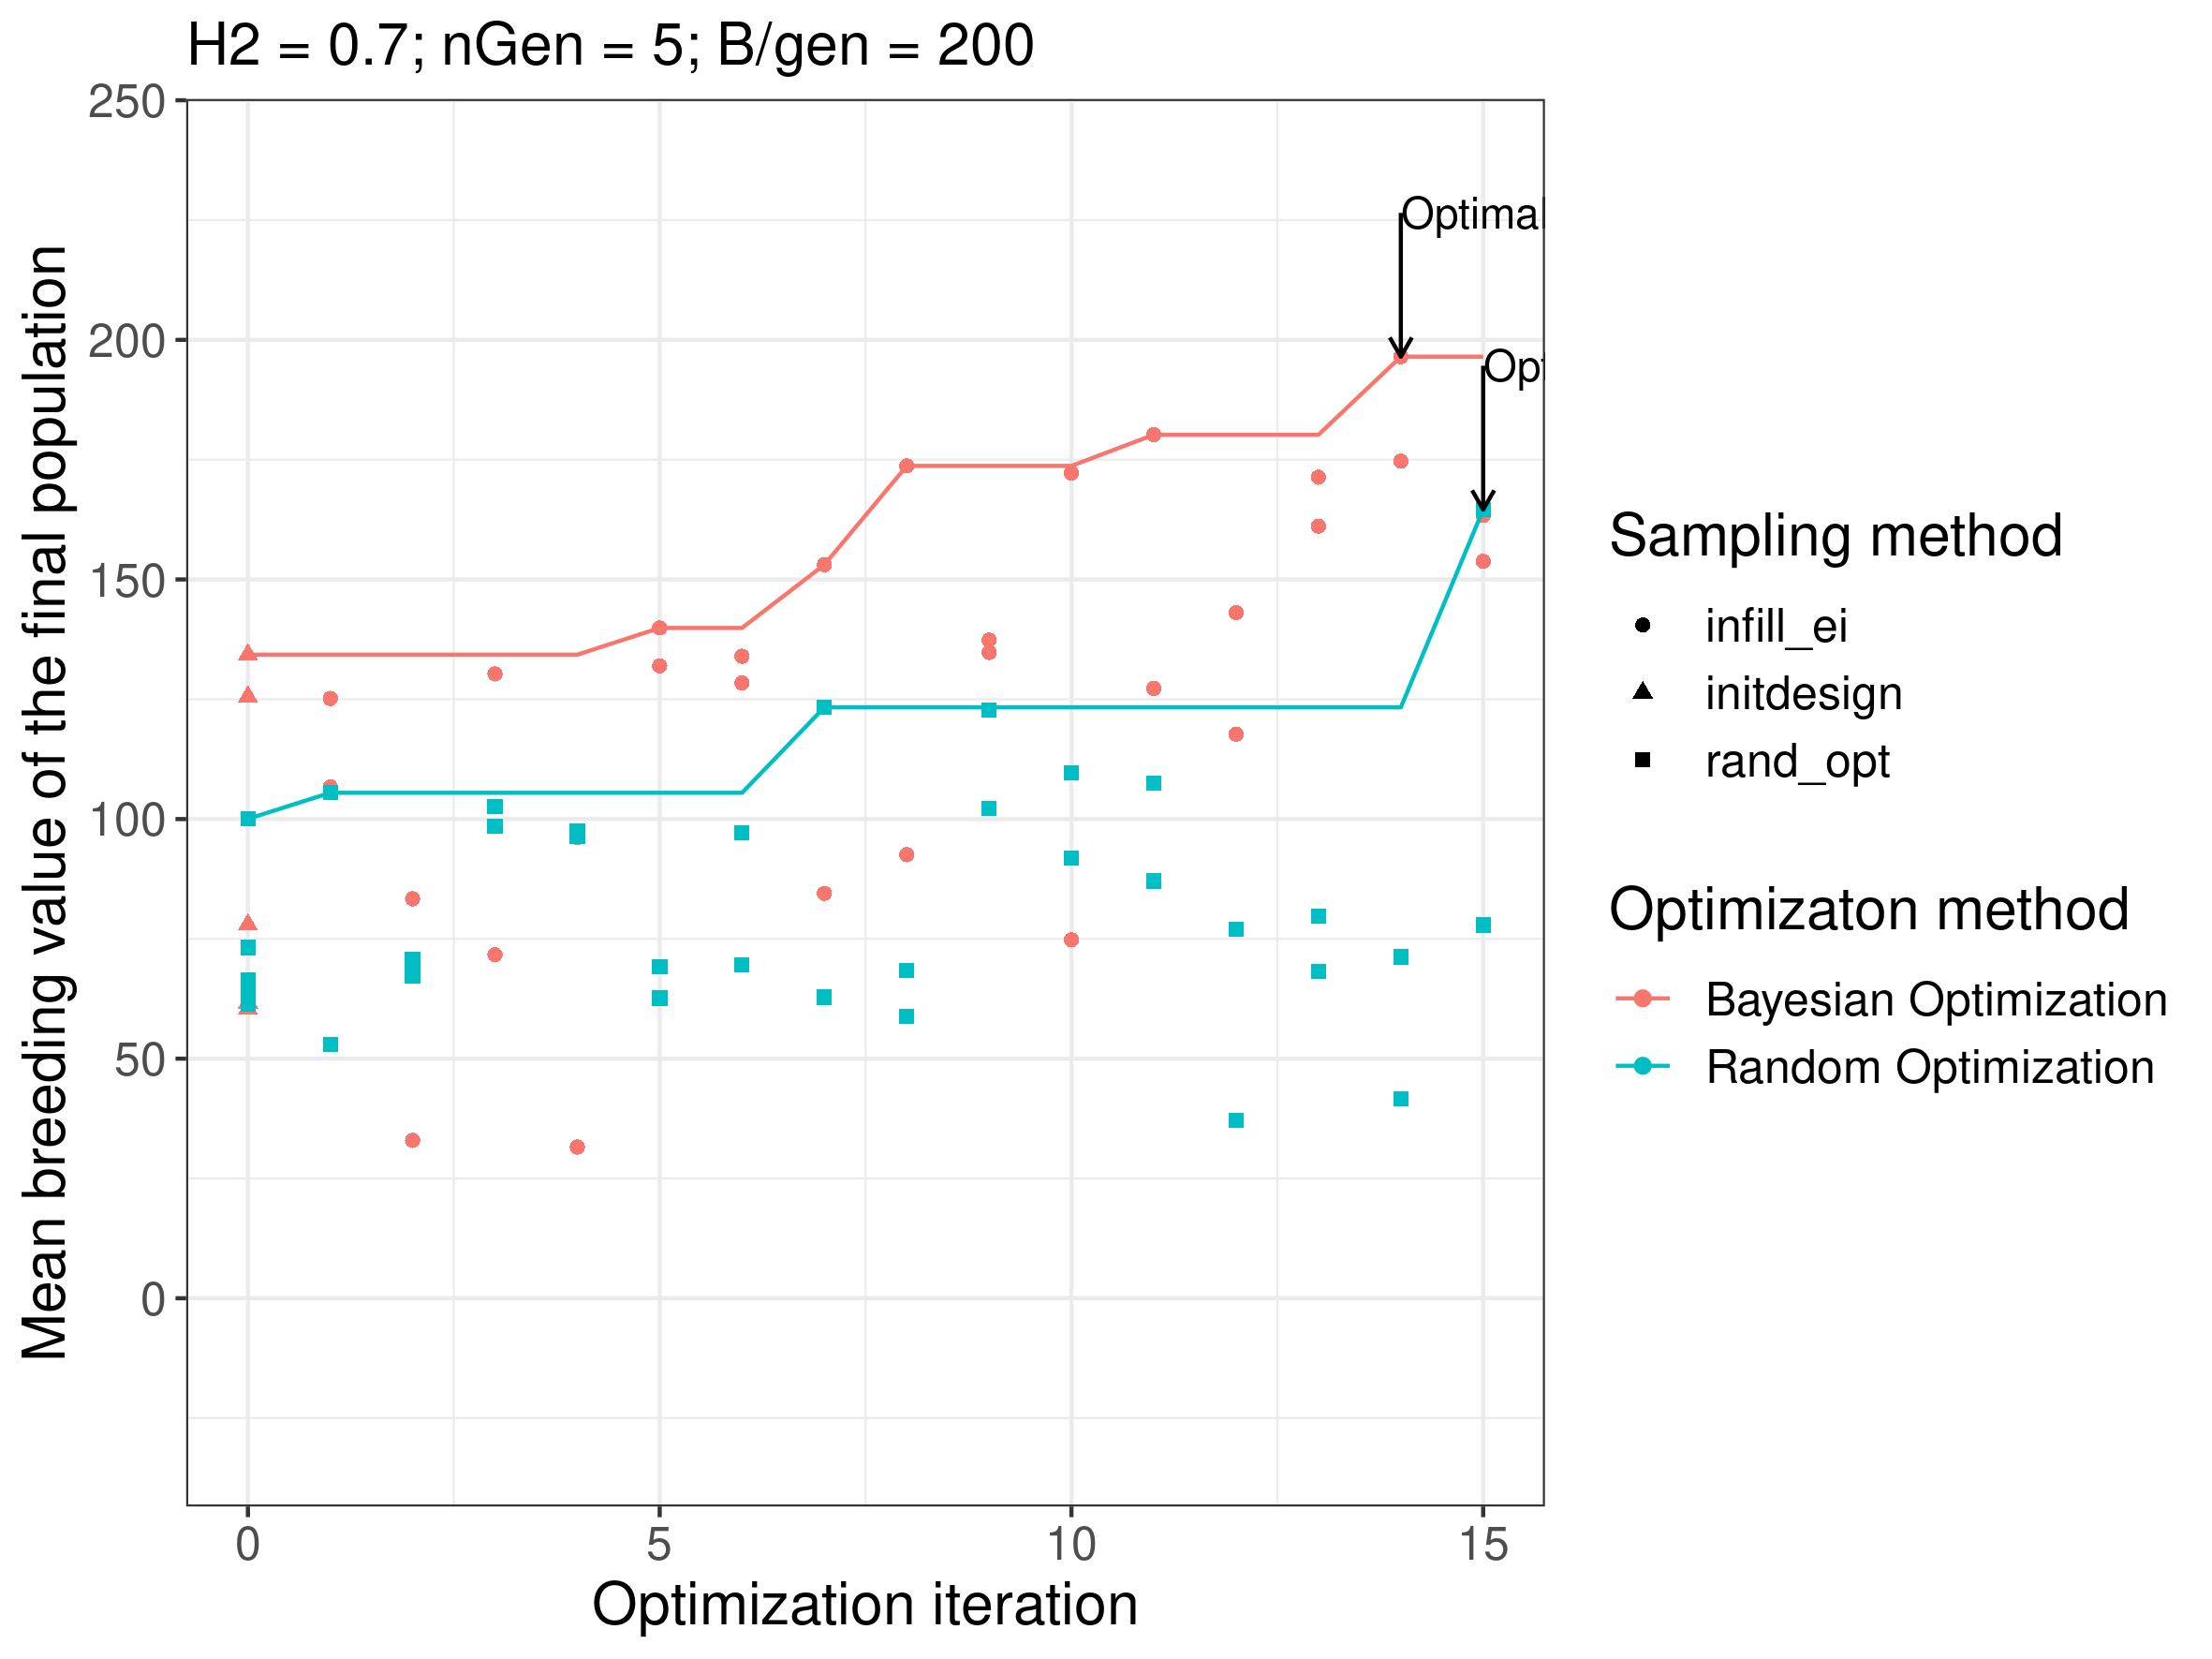 H2 = 0.7; nGen = 5; B/gen = 200
Mean breeding value of the final population
250
200
150
100
50
0
Optimal
Opt
0
5
10
15
Optimization iteration
Sampling method
infill_ei
initdesign
rand_opt
Optimizaton method
Bayesian Optimization
Random Optimization